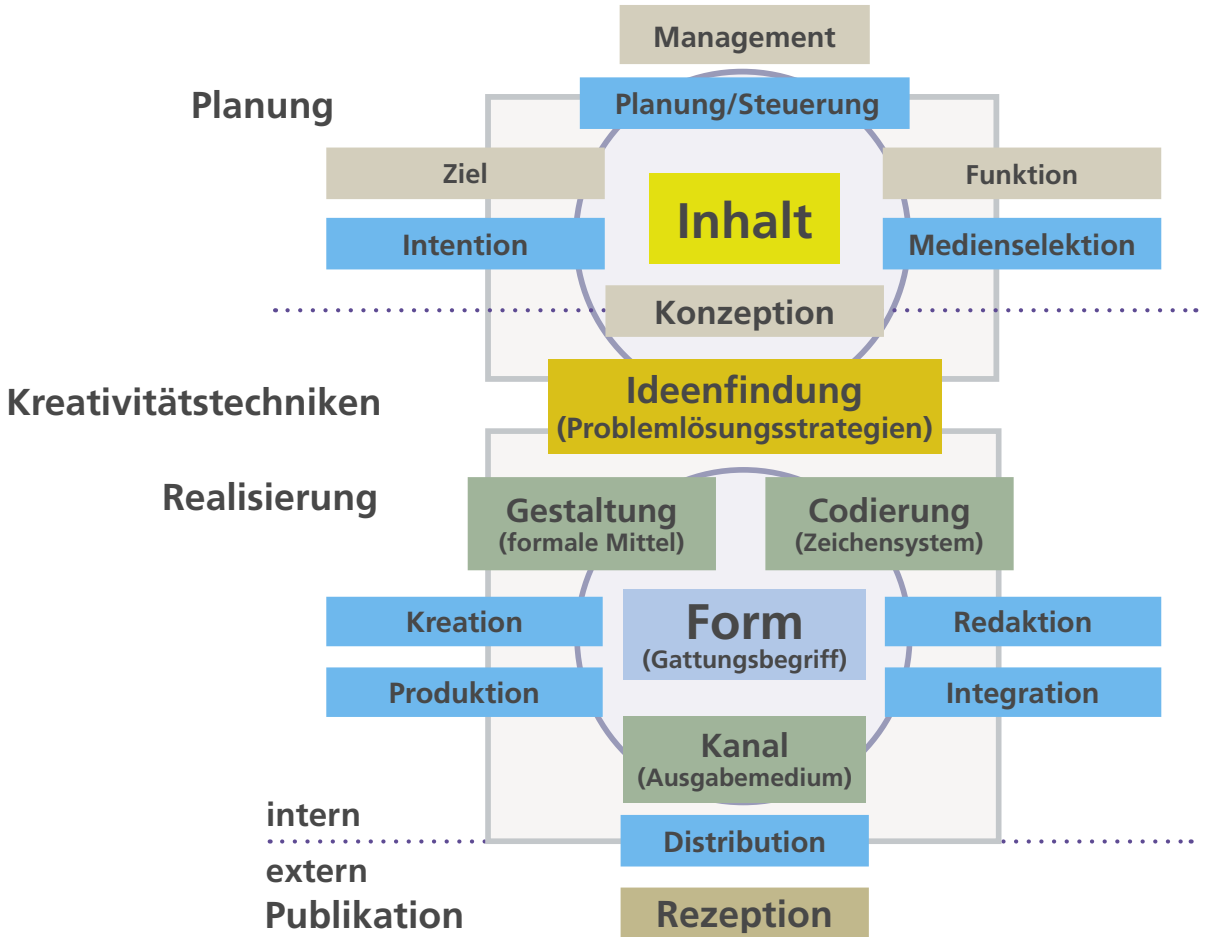 Management
Planung
Planung/Steuerung
Ziel
Funktion
Inhalt
Intention
Medienselektion
Konzeption
Kreativitätstechniken
Ideenfindung
(Problemlösungsstrategien)
Realisierung
Gestaltung
(formale Mittel)
Codierung
(Zeichensystem)
Kreation
Form
(Gattungsbegriff)
Redaktion
Produktion
Integration
Kanal
(Ausgabemedium)
intern
Distribution
extern
Publikation
Rezeption